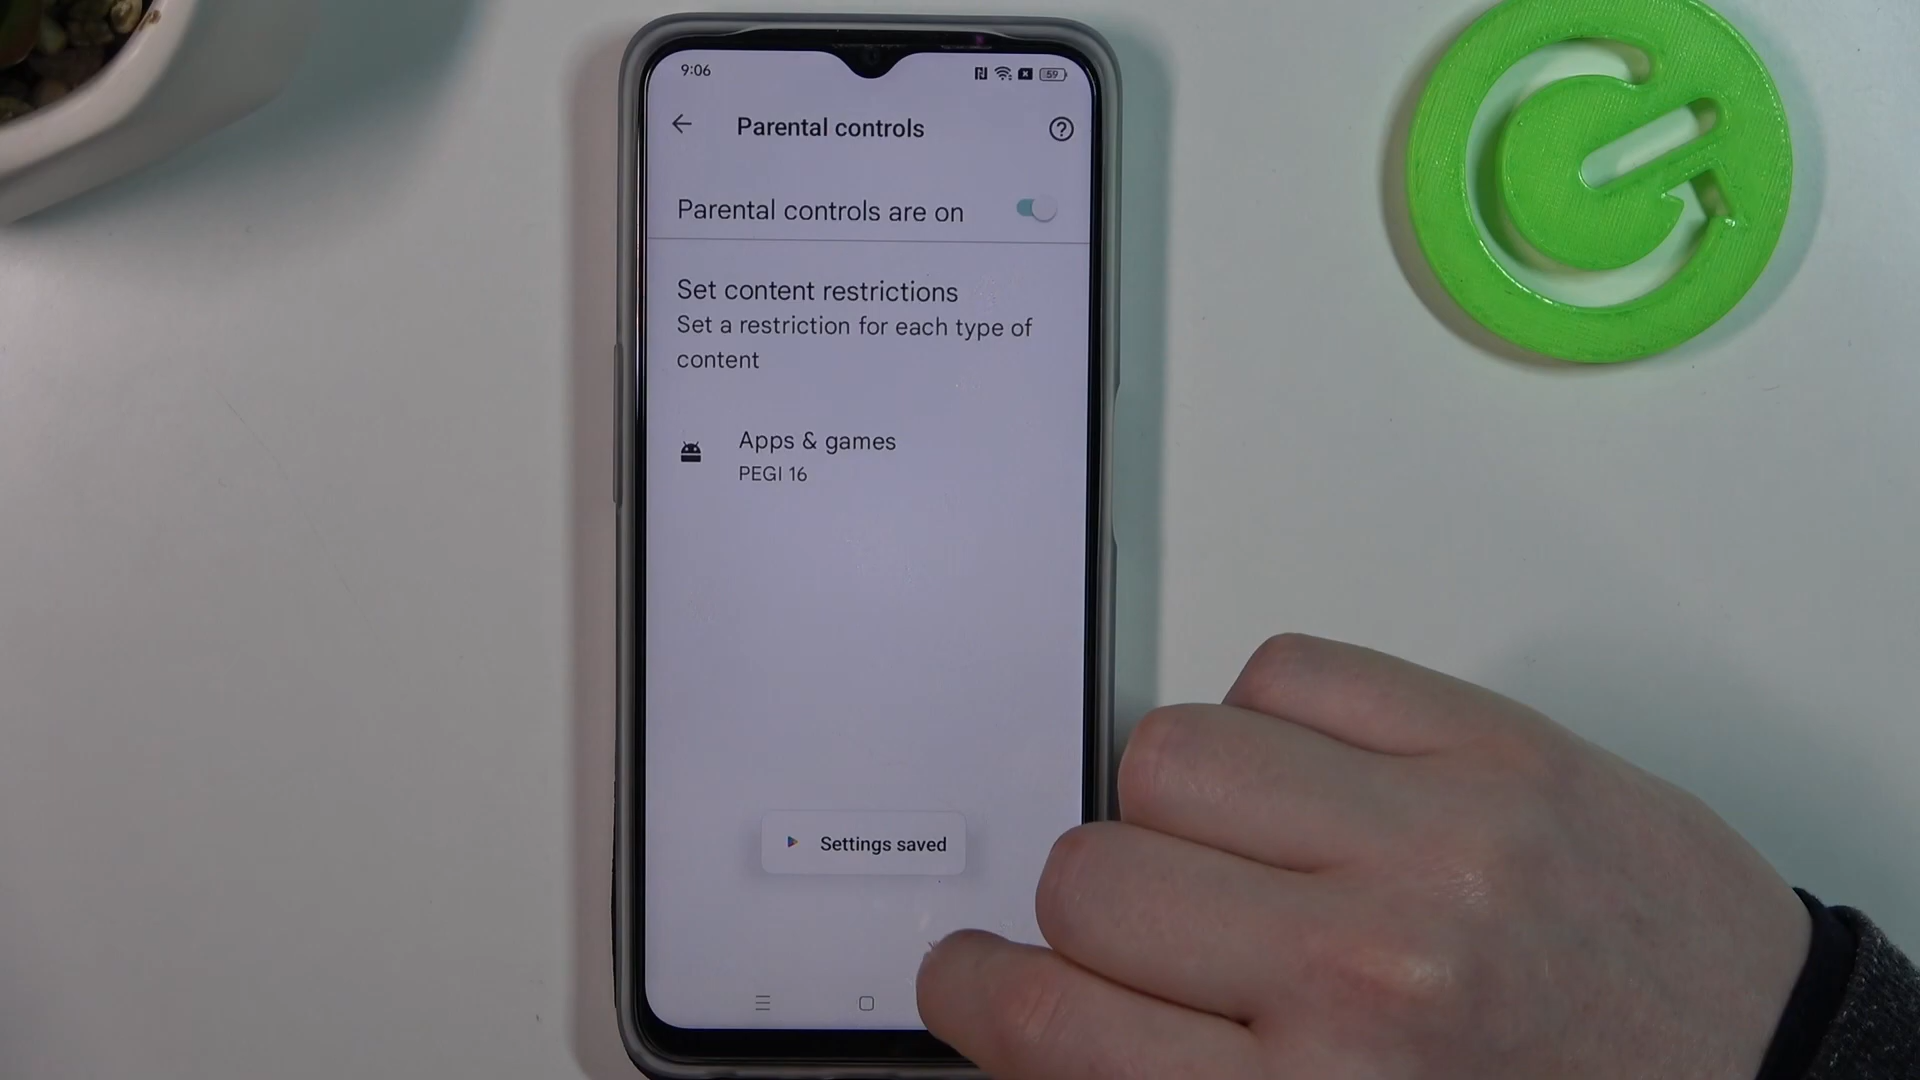 9:06
59
Parental controls
Parental controls are on
Set content restrictions
Set a restriction for each type of
content
Apps & games
PEGI 16
Settings saved